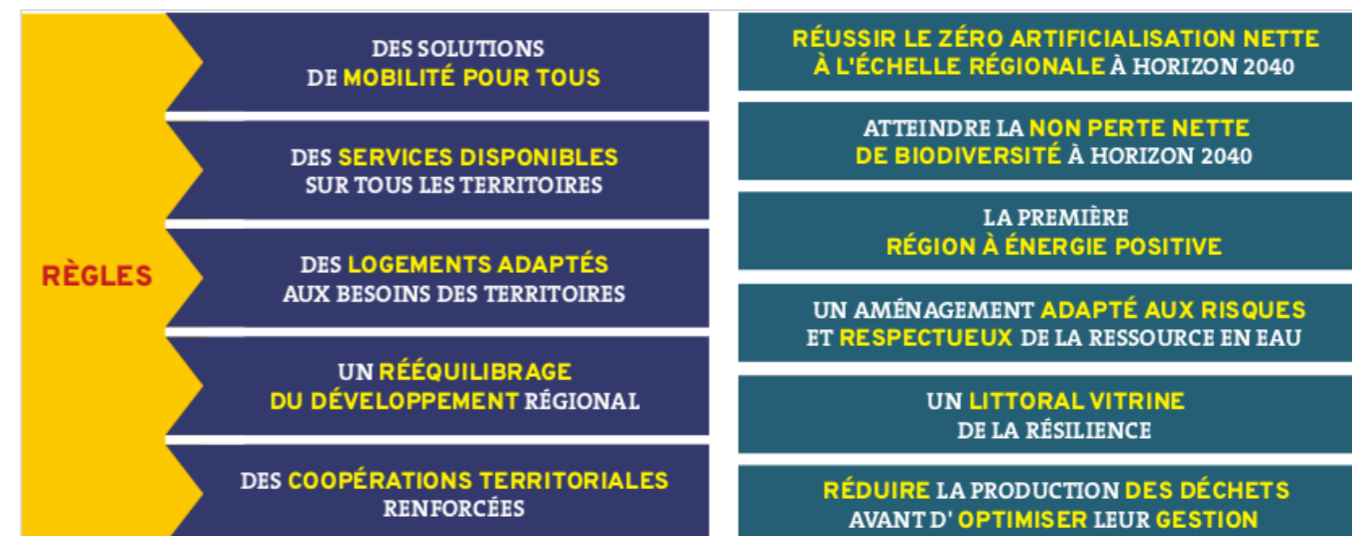 RÈGLES
DES SOLUTIONS
DE MOBILITÉ POUR TOUS
DES SERVICES DISPONIBLES
SUR TOUS LES TERRITOIRES
DES LOGEMENTS ADAPTÉS
AUX BESOINS DES TERRITOIRES
UN RÉÉQUILIBRAGE
DU DÉVELOPPEMENT RÉGIONAL
DES COOPÉRATIONS TERRITORIALES
RENFORCÉES
RÉUSSIR LE ZÉRO ARTIFICIALISATION NETTE
À L'ÉCHELLE RÉGIONALE À HORIZON 2040
ATTEINDRE LA NON PERTE NETTE
DE BIODIVERSITÉ À HORIZON 2040
LA PREMIÈRE
RÉGION À ÉNERGIE POSITIVE
UN AMÉNAGEMENT ADAPTÉ AUX RISQUES
ET RESPECTUEUX DE LA RESSOURCE EN EAU
UN LITTORAL VITRINE
DE LA RÉSILIENCE
RÉDUIRE LA PRODUCTION DES DÉCHETS
AVANT D' OPTIMISER LEUR GESTION